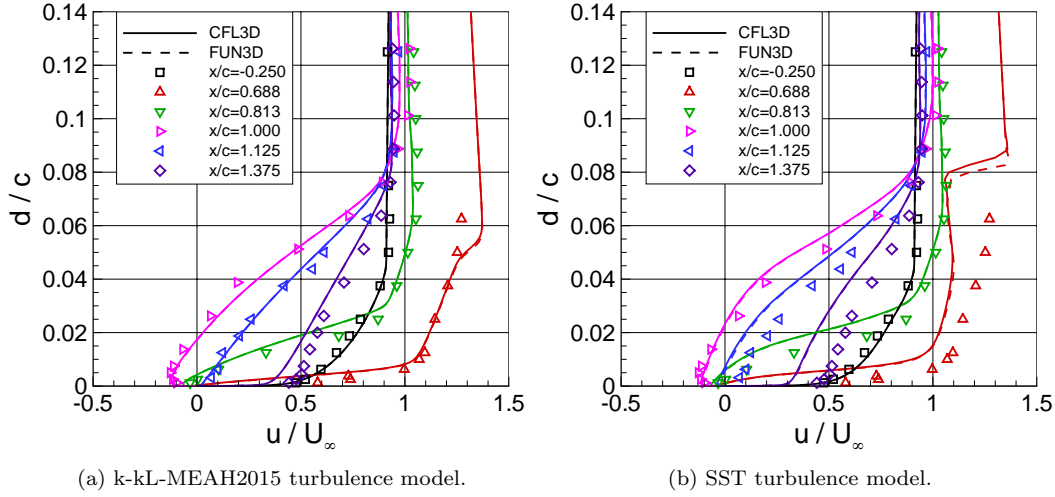 CFL3D
FUN3D
x/c=-0.250
x/c=0.688
x/c=0.813
x/c=1.000
x/c=1.125
x/c=1.375
0.14
0.12
0.1
0.08
0.06
0.04
0.02
0
d / c
-0.5
0
0.5
1
1.5
u / U∞
(a) k-kL-MEAH2015 turbulence model.
CFL3D
FUN3D
x/c=-0.250
x/c=0.688
x/c=0.813
x/c=1.000
x/c=1.125
x/c=1.375
0.14
0.12
0.1
0.08
0.06
0.04
0.02
0
d / c
-0.5
0
0.5
1
1.5
u / U∞
(b) SST turbulence model.